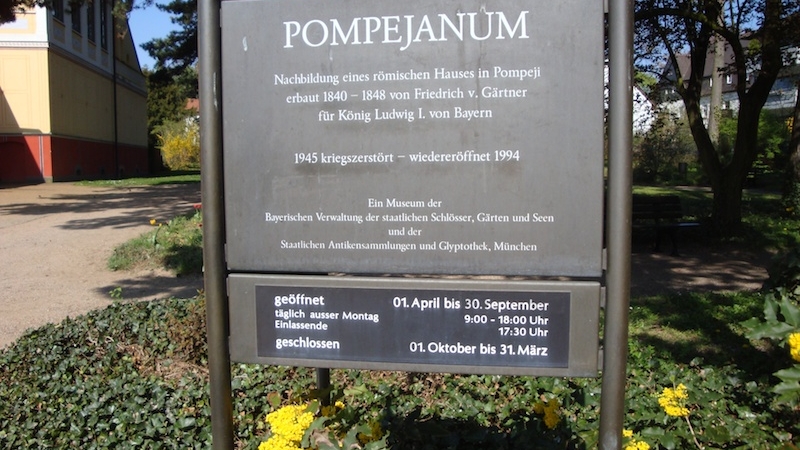 POMPEJANUM
Nachbildung eines römischen Hauses in Pompeji
erbaut 1840 – 1848 von Friedrich v. Gärtner
für König Ludwig I. von Bayern
1945 kriegszerstört – wiedereröffnet 1994
Ein Museum der
Bayerischen Verwaltung der staatlichen Schlösser, Gärten und Seen
und der
Staatlichen Antikensammlungen und Glyptothek, München
geöffnet 01. April bis 30. September
täglich ausser Montag 9:00 - 18:00 Uhr
Einlassende 17:30 Uhr
geschlossen 01. Oktober bis 31. März